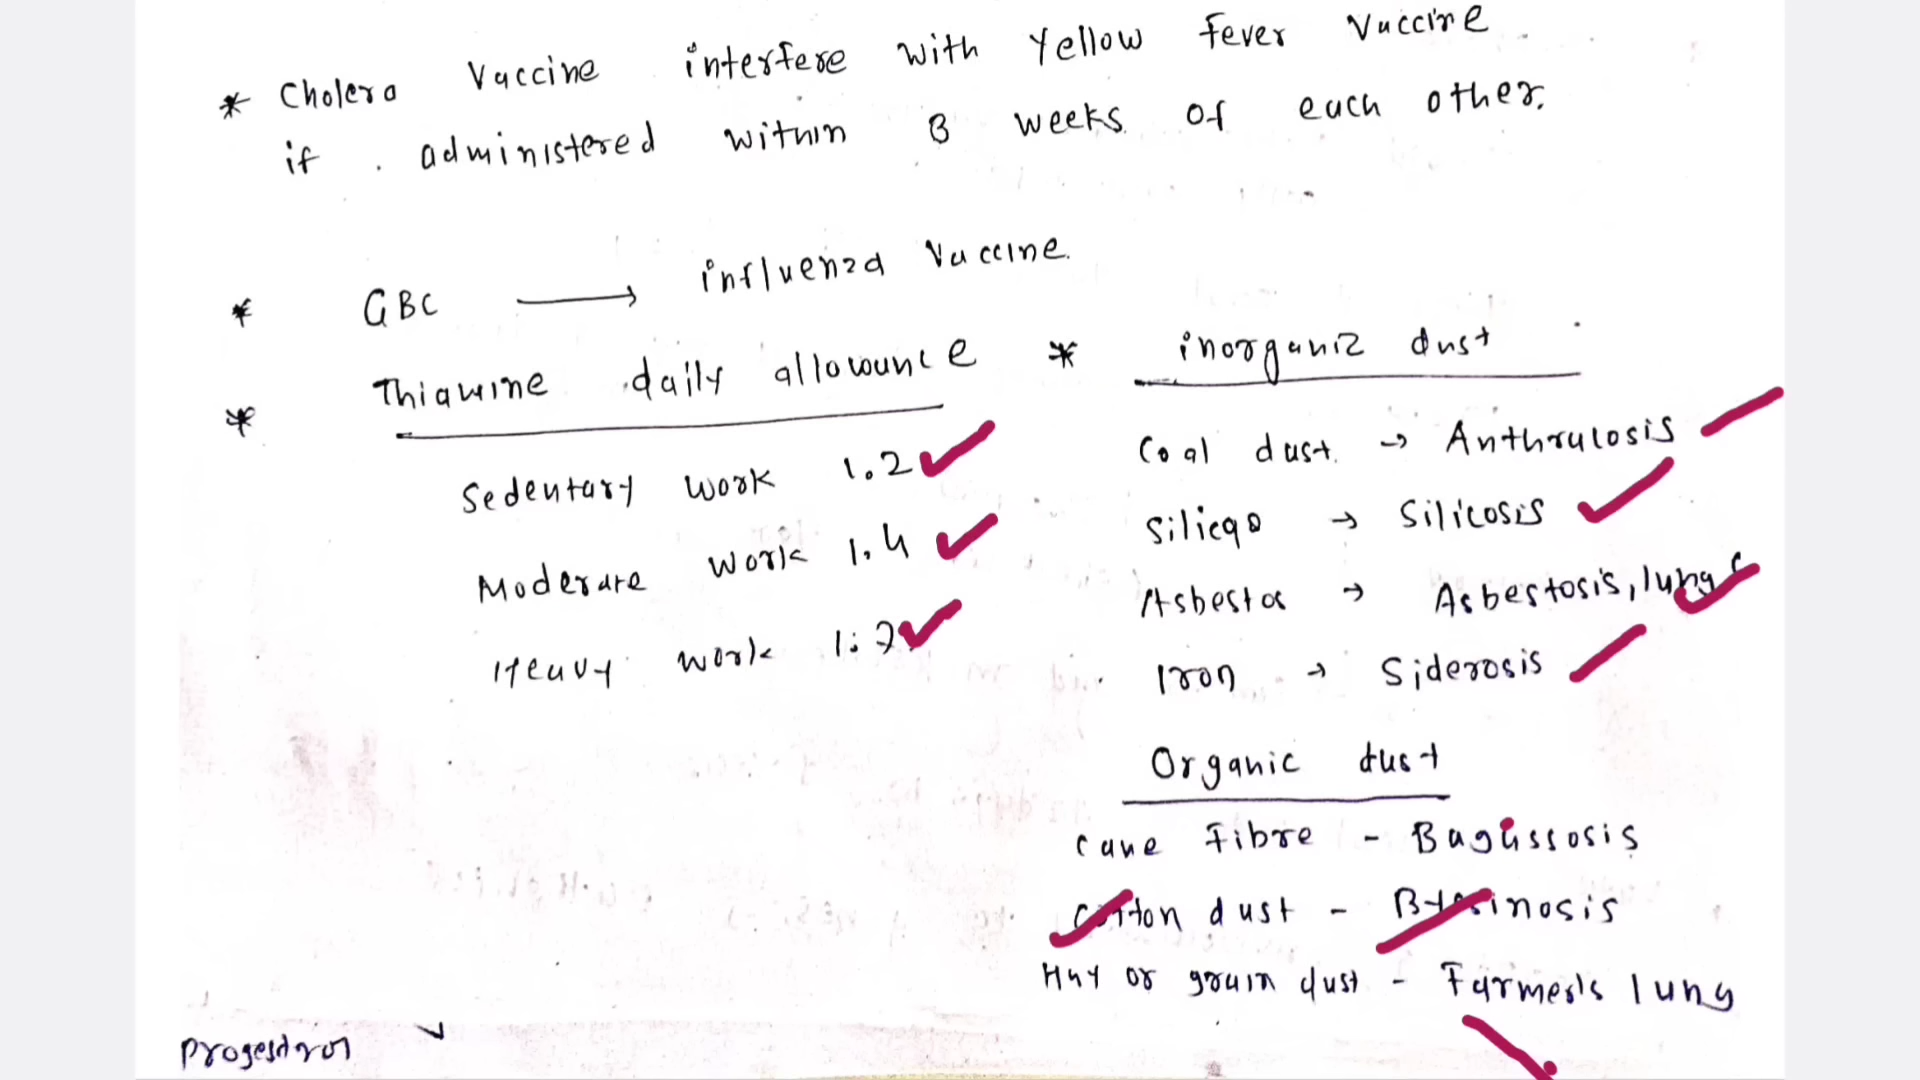 * Cholera Vaccine interfere with Yellow Fever Vaccine
if administered within 3 weeks of each other.
* GBC → influenza Vaccine.
* Thiamine daily allowance
Sedentary work 1.2
Moderate work 1.4
Heavy work
* inorganic dust
Coal dust → Anthracosis
Silica → Silicosis
Asbestos → Asbestosis, lung
Iron → Siderosis
Organic dust
Cane Fibre - Bagassosis
Cotton dust - Byssinosis
Hay or grain dust - Farmer's lung